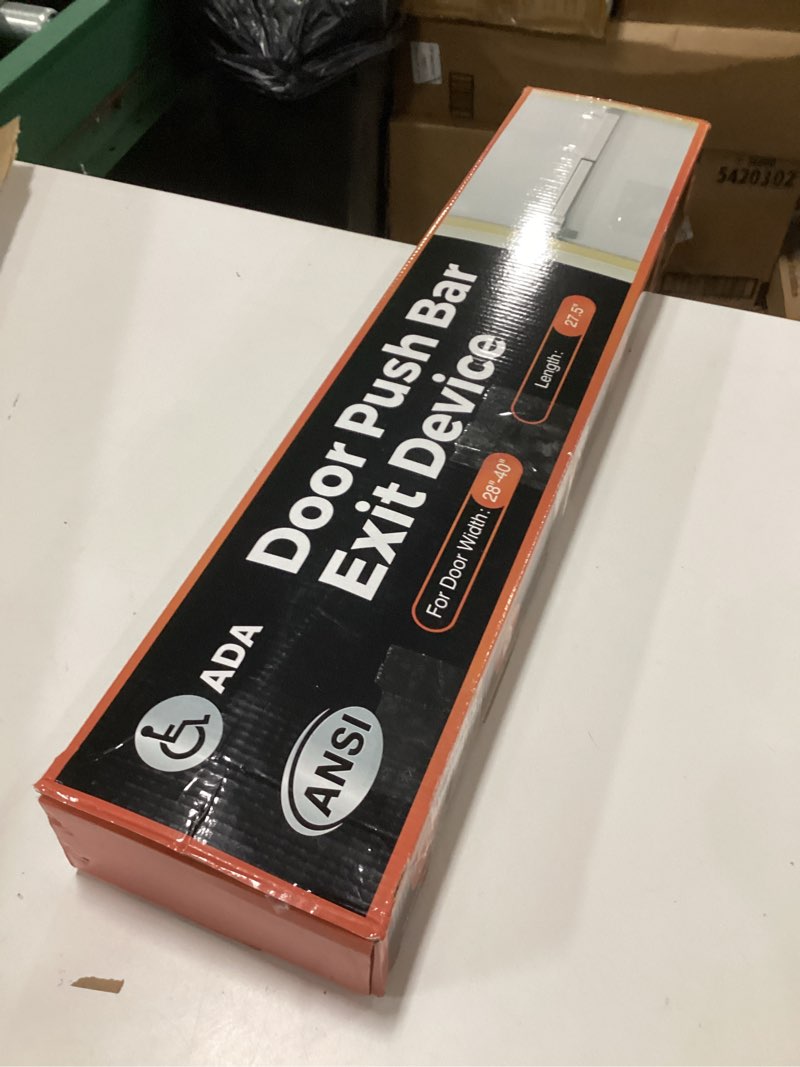 Door Push Bar
Exit Device
Length: 27.5"
For Door Width: 28"-40"
ADA
ANSI
5420302